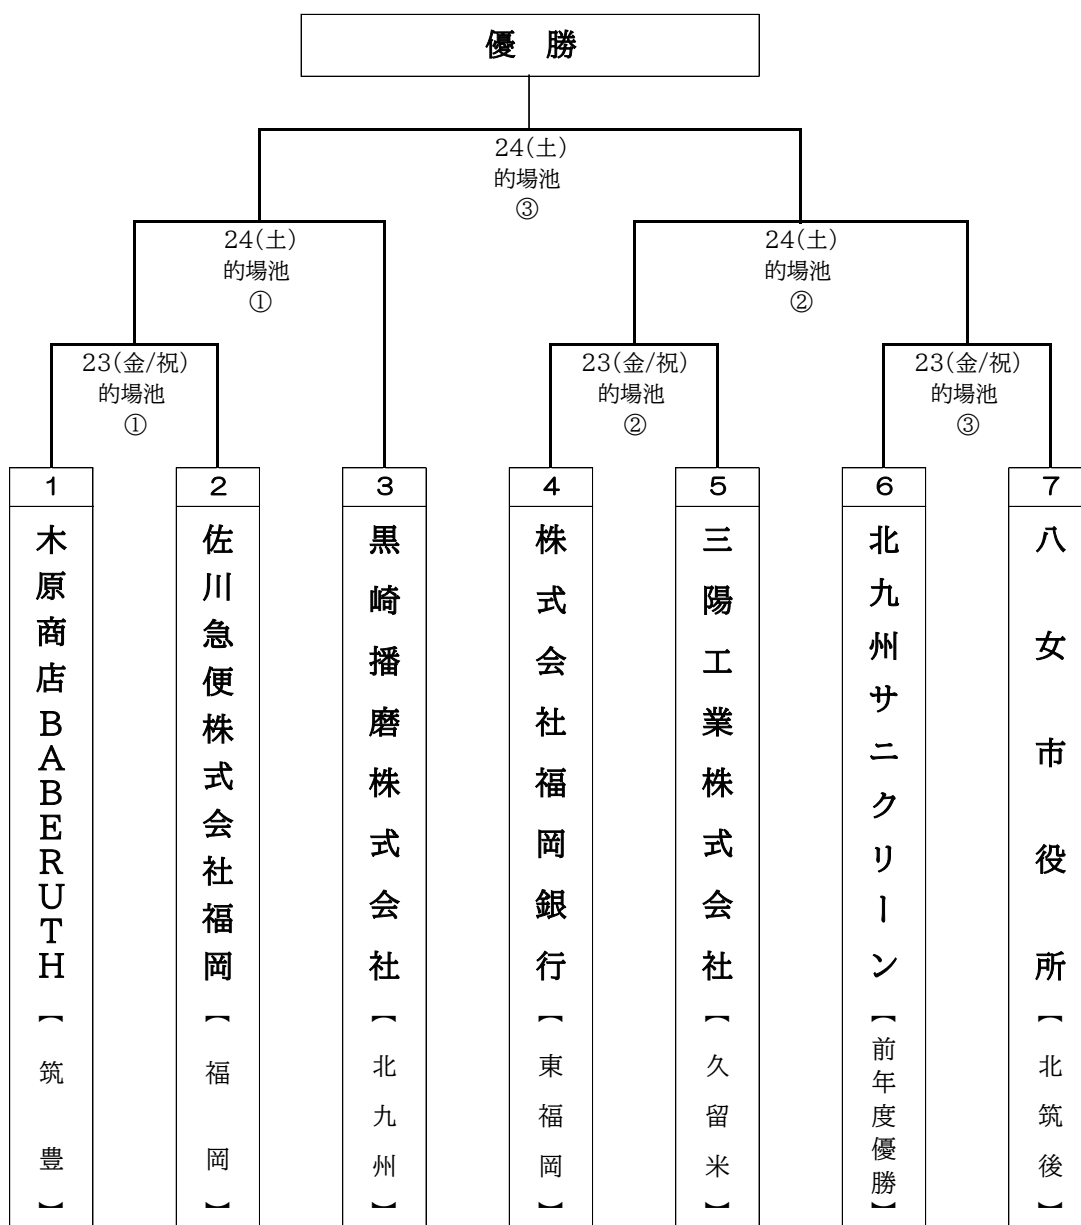 優 勝
24(土)
的場池
③
24(土)
的場池
①
24(土)
的場池
②
23(金/祝)
的場池
①
23(金/祝)
的場池
②
23(金/祝)
的場池
③
1
木原商店BABERUTH【筑豊】
2
佐川急便株式会社福岡【福岡】
3
黒崎播磨株式会社【北九州】
4
株式会社福岡銀行【東福岡】
5
三陽工業株式会社【久留米】
6
北九州サニクリーン【前年度優勝】
7
八女市役所【北筑後】